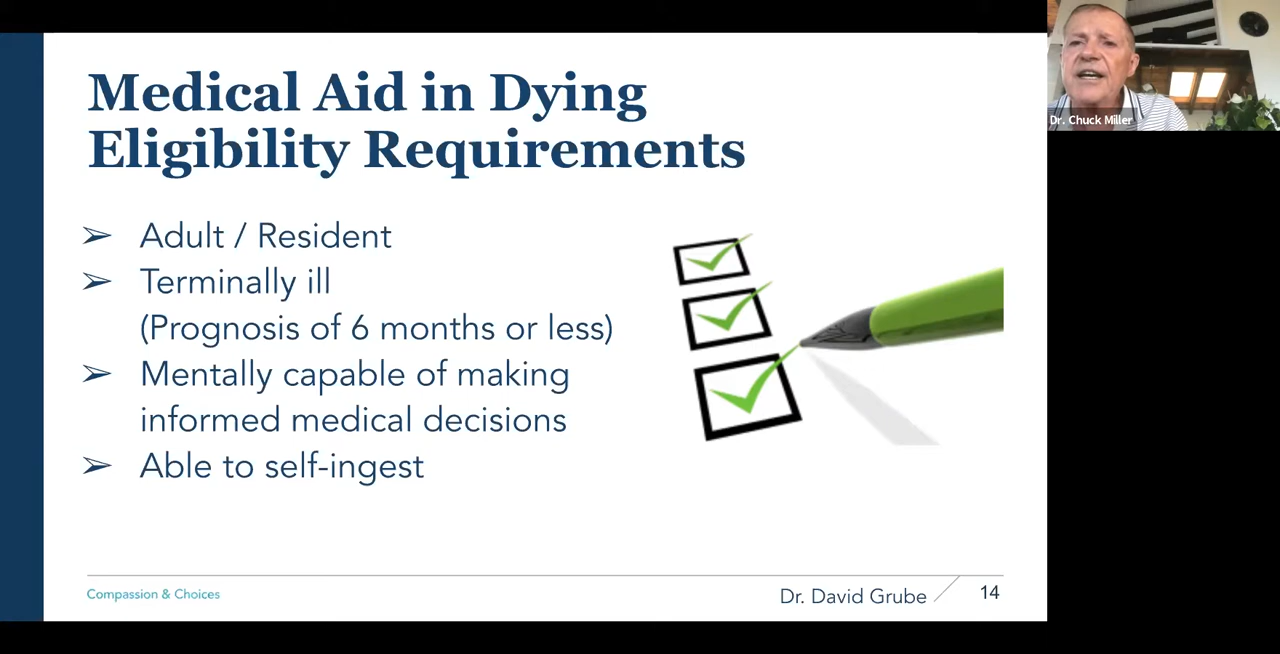 Medical Aid in Dying
Eligibility Requirements
➢ Adult / Resident
➢ Terminally ill
(Prognosis of 6 months or less)
➢ Mentally capable of making
informed medical decisions
➢ Able to self-ingest
Compassion & Choices
Dr. David Grube
14
Dr. Chuck Miller